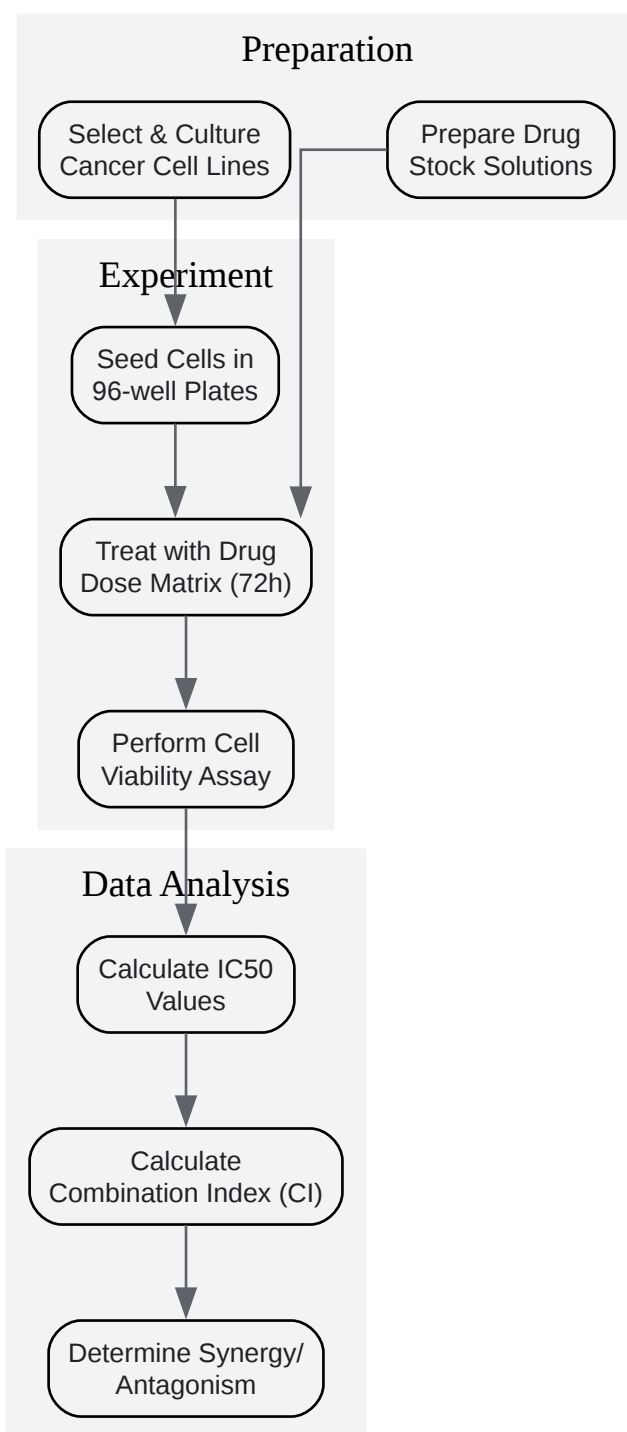 Preparation
Select & Culture
Cancer Cell Lines
Prepare Drug
Stock Solutions
Experiment
Seed Cells in
96-well Plates
Treat with Drug
Dose Matrix (72h)
Perform Cell
Viability Assay
Data Analysis
Calculate IC50
Values
Calculate
Combination Index (CI)
Determine Synergy/
Antagonism